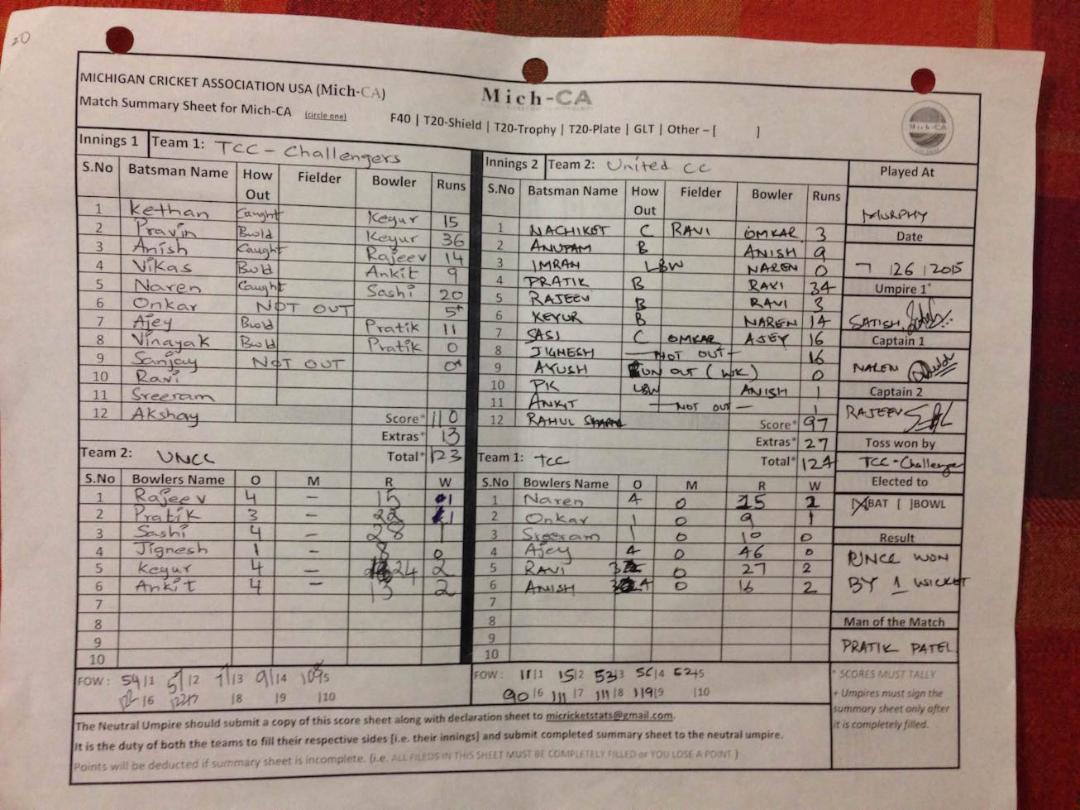 20
MICHIGAN CRICKET ASSOCIATION USA (Mich-CA)
Mich-CA
Match Summary Sheet for Mich-CA (circle one) F40 | T20-Shield | T20-Trophy | T20-Plate | GLT | Other – [ ]
Mich-CA
Innings 1 Team 1: TCC - Challengers
S.No Batsman Name How Out Fielder Bowler Runs
1 Kethan Caught Keyur 15
2 Pravin Bwold Keyur 36
3 Anish Caught Rajeev 14
4 Vikas Bwld Ankit 9
5 Naren Caught Sashi 20
6 Onkar NOT OUT 5*
7 Ajey Bwold Pratik 11
8 Vinayak Bwld Pratik 0
9 Sanjay NOT OUT 0*
10 Ravi
11 Sreeram
12 Akshay Score* 110
Extras* 13
Total* 123
Team 2: UNCC
S.No Bowlers Name O M R W
1 Rajeev 4 – 15 1
2 Pratik 3 – 22 1
3 Sashi 4 28 1
4 Jignesh 1 – 8 0
5 Keyur 4 – 24 2
6 Ankit 4 – 13 2
7
8
9
10
FOW: 54|1 |2 |3 |4 |5
|6 |7 |8 |9 |10
Innings 2 Team 2: United CC
S.No Batsman Name How Out Fielder Bowler Runs
1 NACHIKET C RAVI OMKAR 3
2 ANUPAM B ANISH 9
3 IMRAN LBW NAREN 0
4 PRATIK B RAVI 34
5 RAJEEV B RAVI 3
6 KEYUR B NAREN 14
7 SASI C OMKAR AJEY 16
8 JIGNESH — NOT OUT — 16
9 AYUSH RUN OUT (WK) 0
10 PK LBW ANISH 1
11 ANKIT — NOT OUT — 1
12 RAHUL Score* 97
Extras* 27
Total* 124
Team 1: TCC
S.No Bowlers Name O M R W
1 Naren 4 0 15 2
2 Onkar 1 0 9 1
3 Sreeram 1 0 10 0
4 Ajey 4 0 46 0
5 RAVI 0 27 2
6 ANISH 0 16 2
7
8
9
10
FOW: 11|1 15|2 53|3 56|4 62|5
90|6 111|7 111|8 119|9 |10
Played At
MURPHY
Date
7 / 26 / 2015
Umpire 1*
SATISH
Captain 1
NAREN
Captain 2
RAJEEV
Toss won by
TCC - Challenger
Elected to
[X]BAT [ ]BOWL
Result
UNCC WON
BY 1 WICKET
Man of the Match
PRATIK PATEL
* SCORES MUST TALLY
+ Umpires must sign the
summary sheet only after
it is completely filled.
The Neutral Umpire should submit a copy of this score sheet along with declaration sheet to micricketstats@gmail.com.
It is the duty of both the teams to fill their respective sides [i.e. their innings] and submit completed summary sheet to the neutral umpire.
Points will be deducted if summary sheet is incomplete. (i.e. ALL FILEDS IN THIS SHEET MUST BE COMPLETELY FILLED or YOU LOSE A POINT )